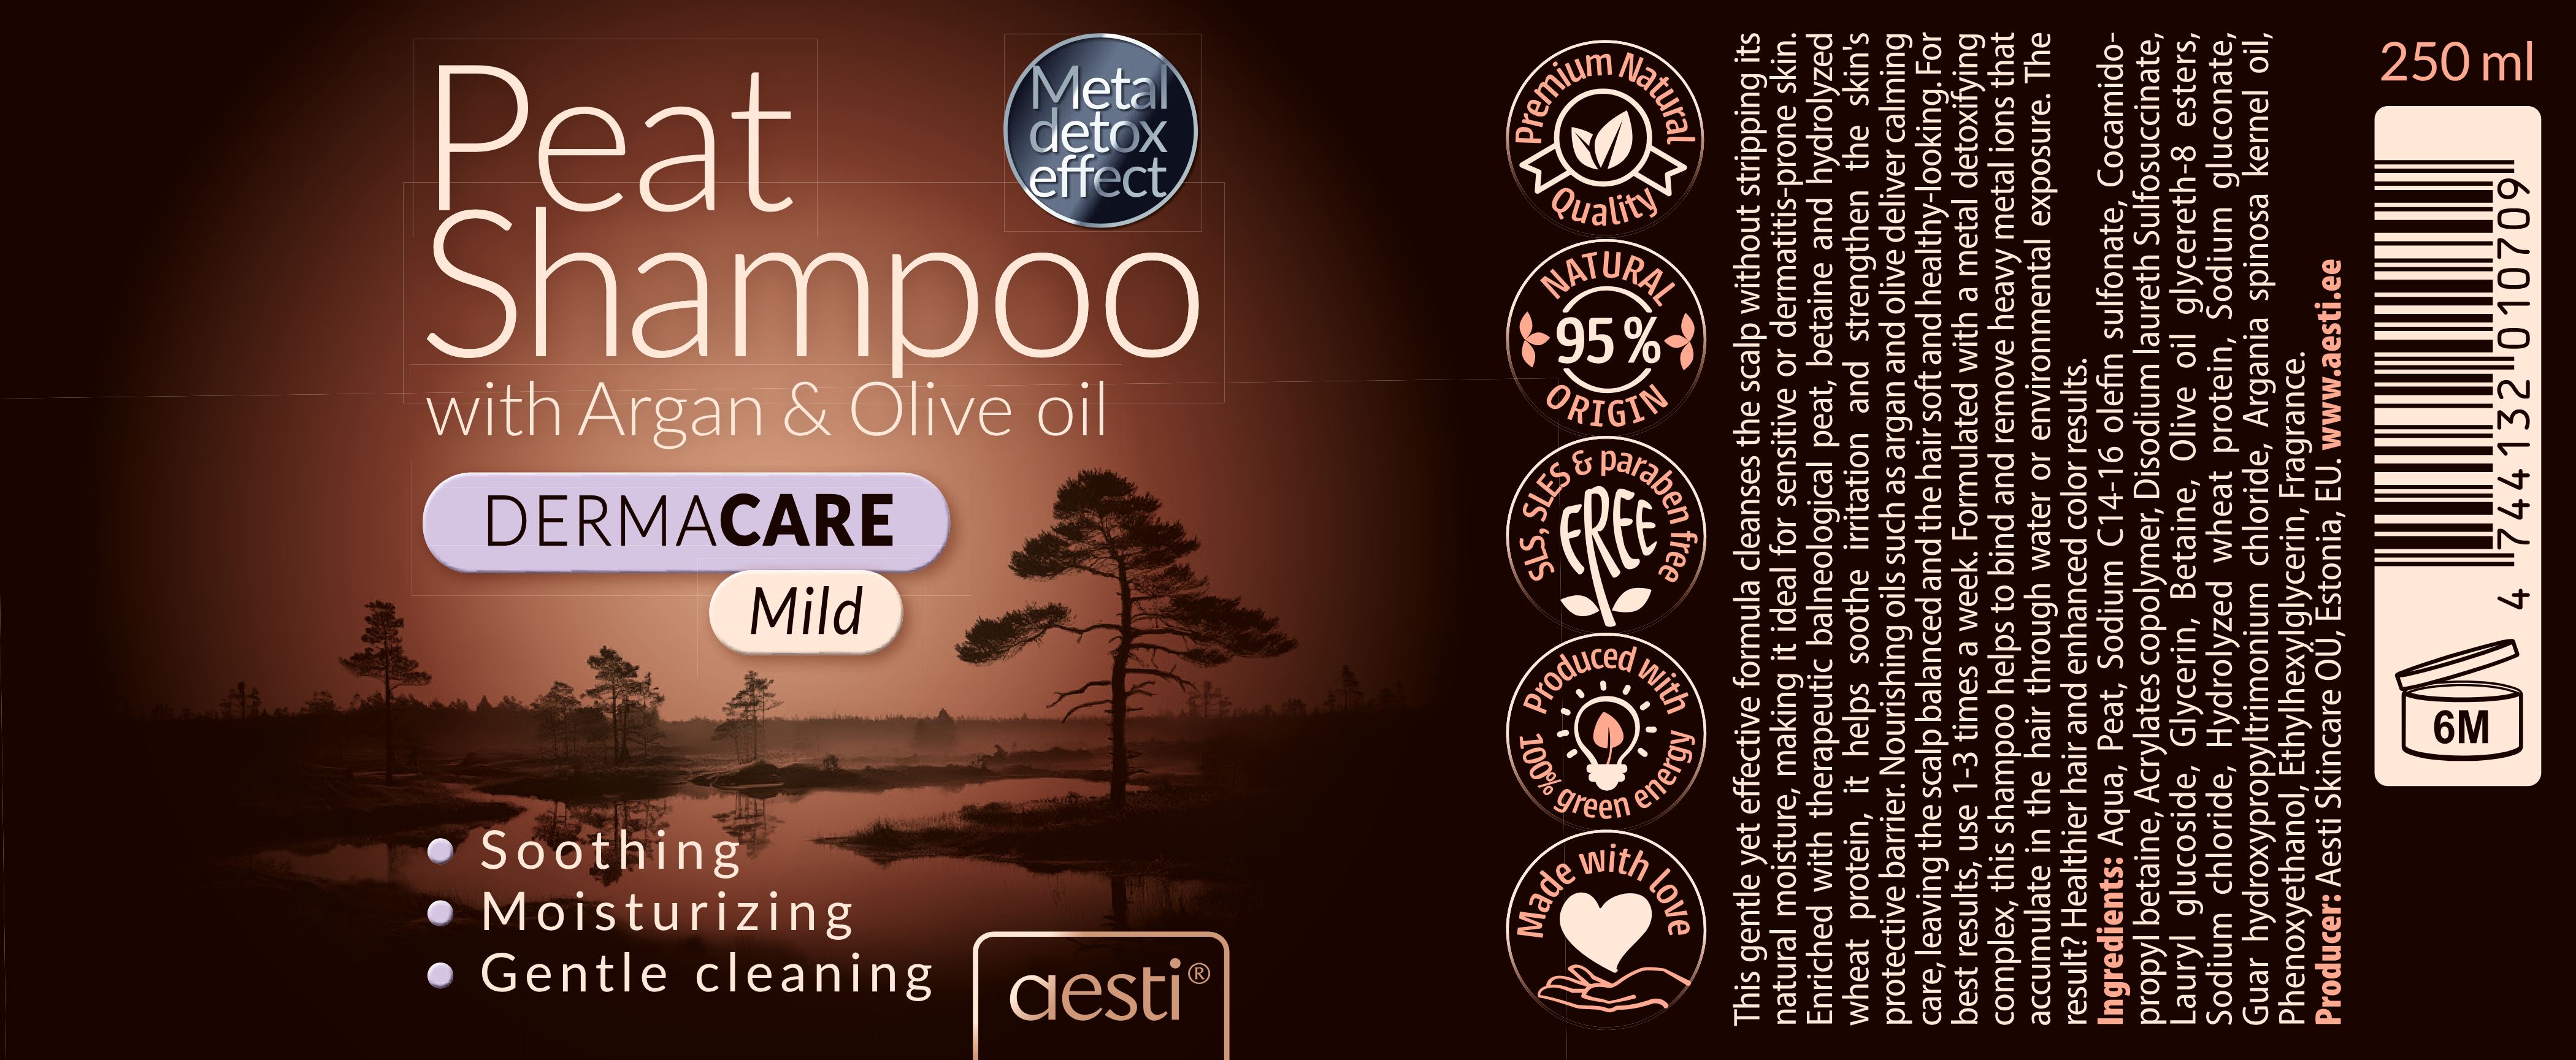 Peat
Shampoo
with Argan & Olive oil
Metal
detox
effect
DERMACARE
Mild
Soothing
Moisturizing
Gentle cleaning
aesti®
Premium Natural
Quality
NATURAL
95%
ORIGIN
SLS, SLES & paraben free
FREE
Produced with
100% green energy
Made with love
This gentle yet effective formula cleanses the scalp without stripping its
natural moisture, making it ideal for sensitive or dermatitis-prone skin.
Enriched with therapeutic balneological peat, betaine and hydrolyzed
wheat protein, it helps soothe irritation and strengthen the skin's
protective barrier. Nourishing oils such as argan and olive deliver calming
care, leaving the scalp balanced and the hair soft and healthy-looking. For
best results, use 1-3 times a week. Formulated with a metal detoxifying
complex, this shampoo helps to bind and remove heavy metal ions that
accumulate in the hair through water or environmental exposure. The
result? Healthier hair and enhanced color results.
Ingredients: Aqua, Peat, Sodium C14-16 olefin sulfonate, Cocamido-
propyl betaine, Acrylates copolymer, Disodium laureth Sulfosuccinate,
Lauryl glucoside, Glycerin, Betaine, Olive oil glycereth-8 esters,
Sodium chloride, Hydrolyzed wheat protein, Sodium gluconate,
Guar hydroxypropyltrimonium chloride, Argania spinosa kernel oil,
Phenoxyethanol, Ethylhexylglycerin, Fragrance.
Producer: Aesti Skincare OÜ, Estonia, EU. www.aesti.ee
250 ml
4 744132 010709
6M